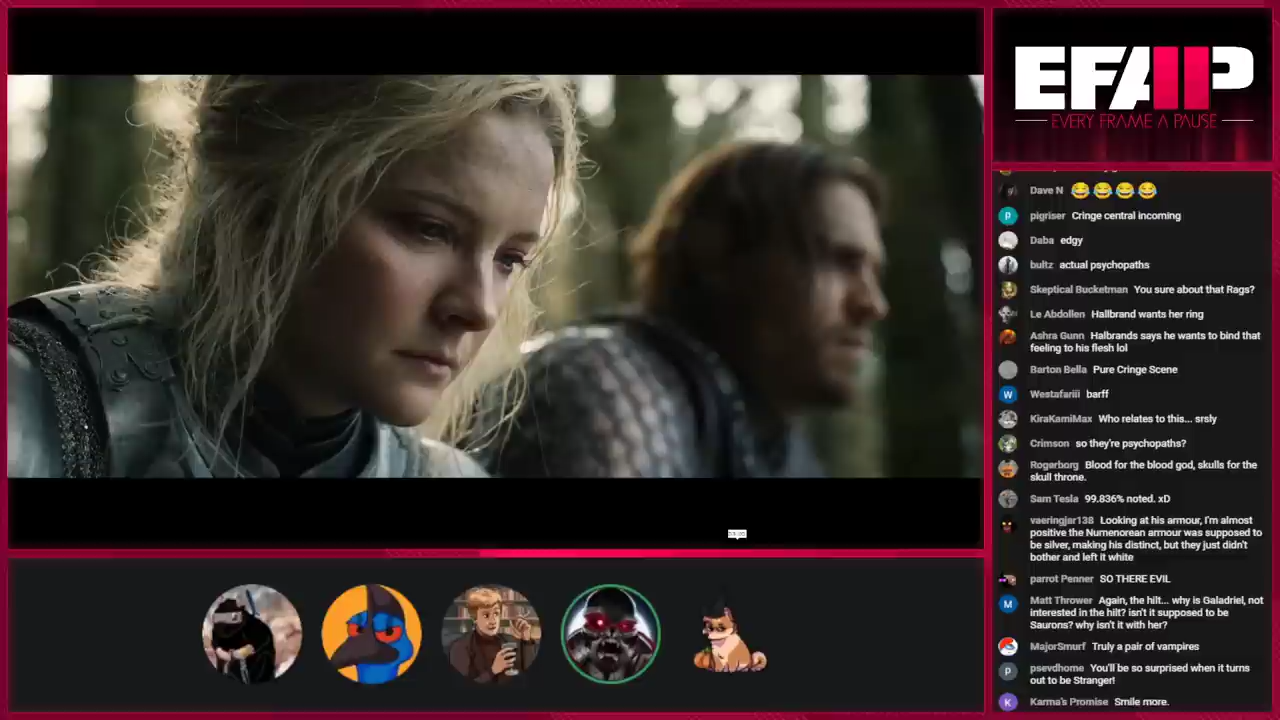 EFAP
EVERY FRAME A PAUSE
Dave N 😂😂😂😂
pigriser Cringe central incoming
Daba edgy
bultz actual psychopaths
Skeptical Bucketman You sure about that Rags?
Le Abdollen Hallbrand wants her ring
Ashra Gunn Halbrands says he wants to bind that
feeling to his flesh lol
Barton Bella Pure Cringe Scene
W Westafariii barff
KiraKamiMax Who relates to this... srsly
Crimson so they're psychopaths?
Rogerborg Blood for the blood god, skulls for the
skull throne.
Sam Tesla 99.836% noted. xD
vaeringjar138 Looking at his armour, I'm almost
positive the Numenorean armour was supposed to
be silver, making his distinct, but they just didn't
bother and left it white
parrot Penner SO THERE EVIL
M Matt Thrower Again, the hilt... why is Galadriel, not
interested in the hilt? isn't it supposed to be
Saurons? why isn't it with her?
MajorSmurf Truly a pair of vampires
P psevdhome You'll be so surprised when it turns
out to be Stranger!
K Karma's Promise Smile more.